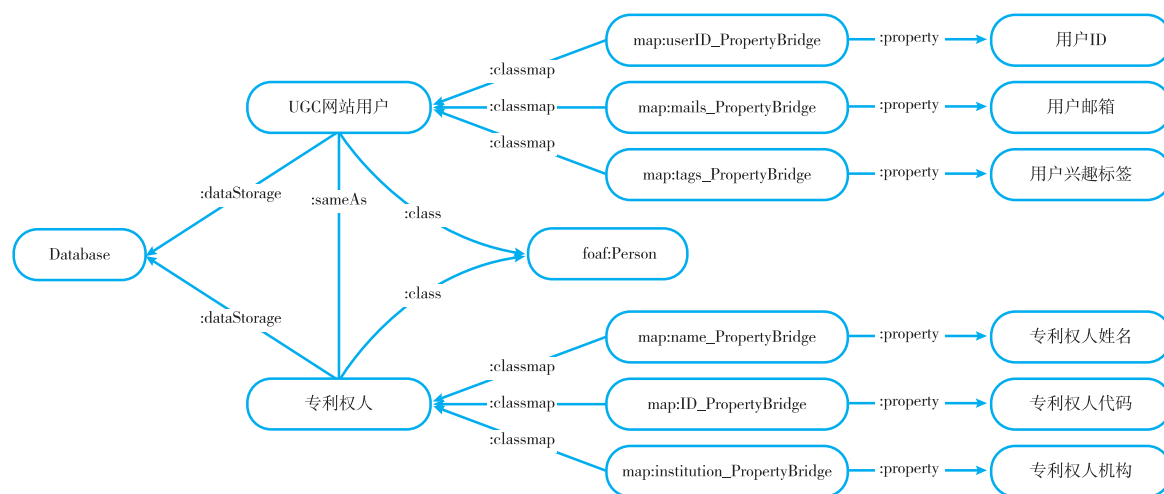 map:userID_PropertyBridge
:property
用户ID
:classmap
UGC网站用户
:classmap
map:mails_PropertyBridge
:property
用户邮箱
:classmap
map:tags_PropertyBridge
:property
用户兴趣标签
:dataStorage
:sameAs
:class
Database
foaf:Person
:class
:dataStorage
map:name_PropertyBridge
:property
专利权人姓名
:classmap
专利权人
:classmap
map:ID_PropertyBridge
:property
专利权人代码
:classmap
map:institution_PropertyBridge
:property
专利权人机构